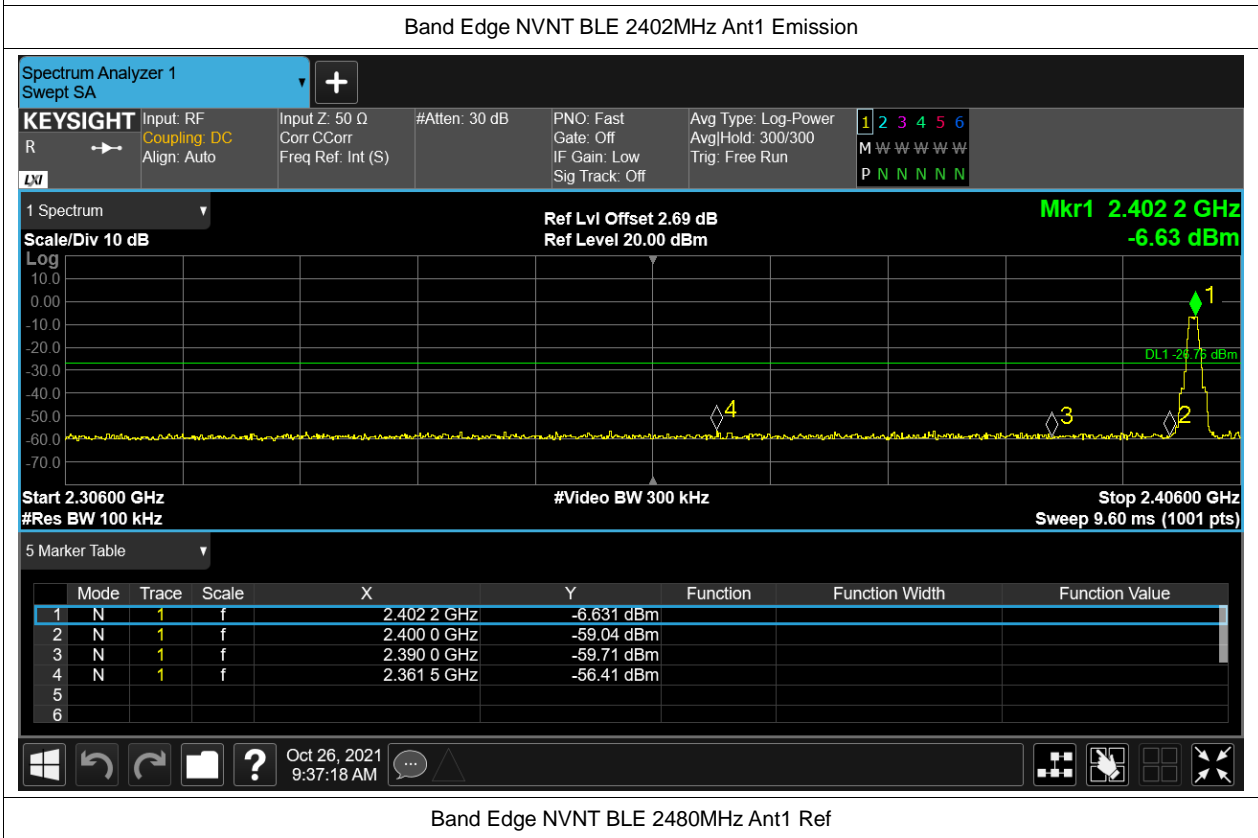 Band Edge NVNT BLE 2402MHz Ant1 Emission
Spectrum Analyzer 1
Swept SA
KEYSIGHT
R
LXI
Input: RF
Coupling: DC
Align: Auto
Input Z: 50 Ω
Corr CCorr
Freq Ref: Int (S)
#Atten: 30 dB
PNO: Fast
Gate: Off
IF Gain: Low
Sig Track: Off
Avg Type: Log-Power
Avg|Hold: 300/300
Trig: Free Run
1 2 3 4 5 6
M W W W W W
P N N N N N
1 Spectrum
Scale/Div 10 dB
Ref Lvl Offset 2.69 dB
Ref Level 20.00 dBm
Mkr1 2.402 2 GHz
-6.63 dBm
Log
10.0
0.00
-10.0
-20.0
-30.0
-40.0
-50.0
-60.0
-70.0
1
DL1 -26.76 dBm
4
3
2
Start 2.30600 GHz
#Res BW 100 kHz
#Video BW 300 kHz
Stop 2.40600 GHz
Sweep 9.60 ms (1001 pts)
5 Marker Table
Mode Trace Scale X Y Function Function Width Function Value
1 N 1 f 2.402 2 GHz -6.631 dBm
2 N 1 f 2.400 0 GHz -59.04 dBm
3 N 1 f 2.390 0 GHz -59.71 dBm
4 N 1 f 2.361 5 GHz -56.41 dBm
5
6
?
Oct 26, 2021
9:37:18 AM
Band Edge NVNT BLE 2480MHz Ant1 Ref